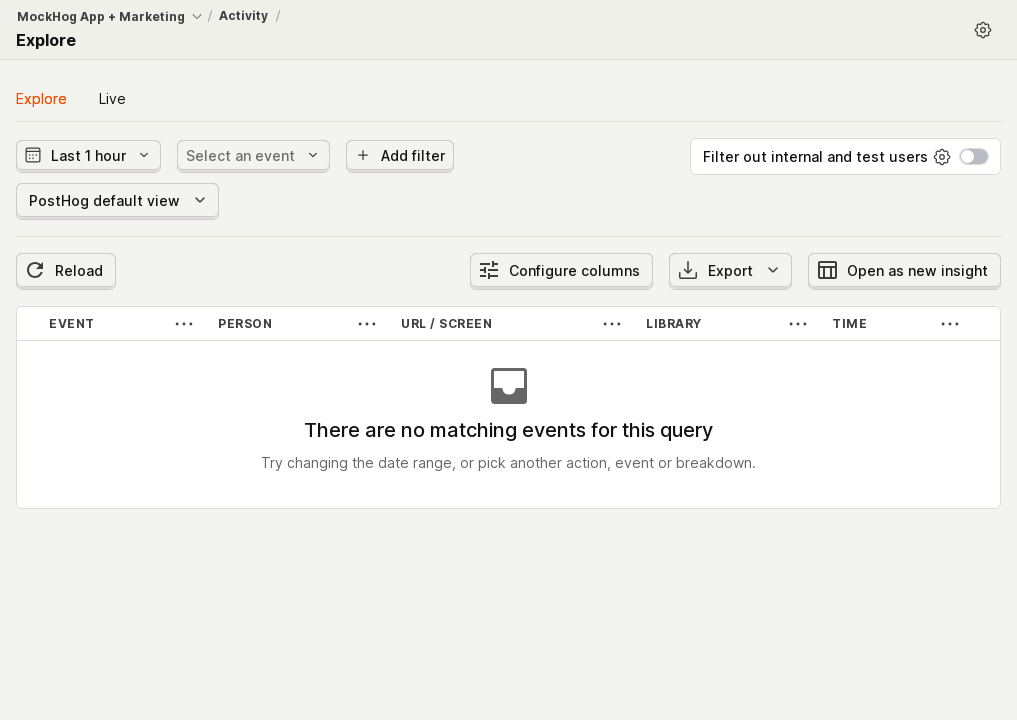 MockHog App + Marketing / Activity /
Explore
Explore Live
Last 1 hour Select an event Add filter Filter out internal and test users
PostHog default view
Reload Configure columns Export Open as new insight
EVENT PERSON URL / SCREEN LIBRARY TIME
There are no matching events for this query
Try changing the date range, or pick another action, event or breakdown.